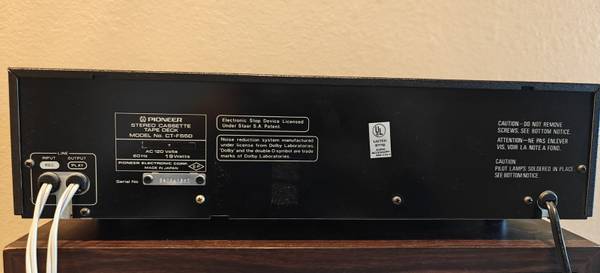 PIONEER
STEREO CASSETTE
TAPE DECK
MODEL No. CT-F550
AC 120 Volts
60Hz 19 Watts
PIONEER ELECTRONIC CORP.
MADE IN JAPAN
Serial No
LINE
INPUT OUTPUT
REC PLAY
Electronic Stop Device Licensed
Under Staar S.A. Patent.
Noise reduction system manufactured
under license from Dolby Laboratories.
'Dolby' and the double D symbol are trade
marks of Dolby Laboratories.
UL
CAUTION-DO NOT REMOVE
SCREWS, SEE BOTTOM NOTICE.
ATTENTION-NE PAS ENLEVER
VIS, VOIR LA NITE A FOND.
CAUTION
PILOT LAMPS SOLDERED IN PLACE
SEE BOTTOM NOTICE.